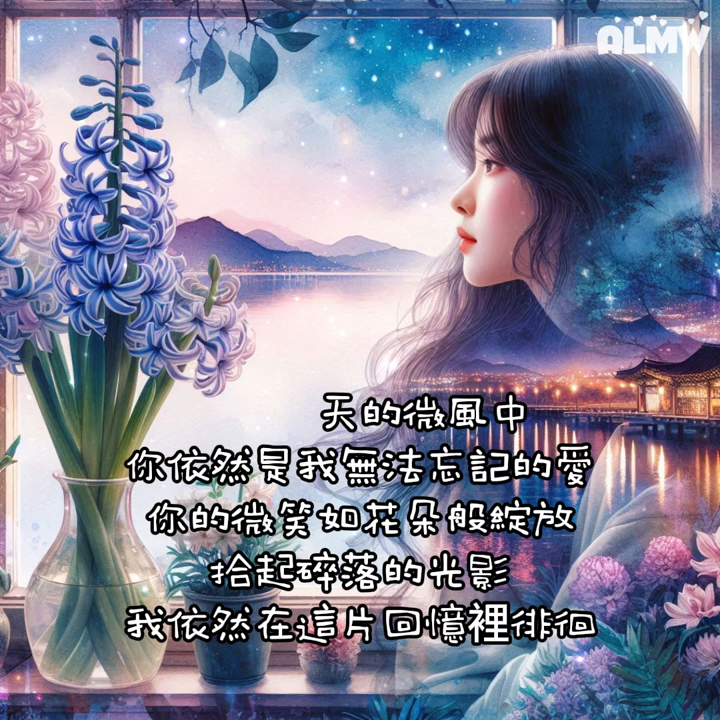 ALMW
天的微風中
你依然是我無法忘記的愛
你的微笑如花朵般綻放
拾起碎落的光影
我依然在這片回憶裡徘徊